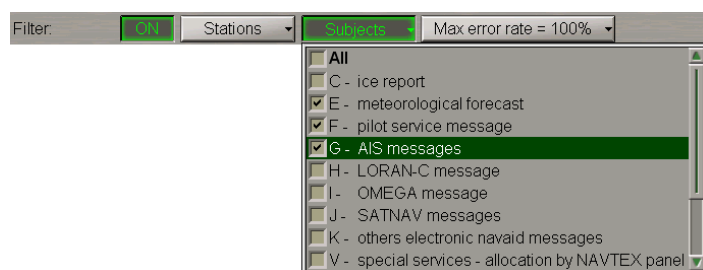 Filter: ON Stations Subjects Max error rate = 100%
All
C - ice report
E - meteorological forecast
F - pilot service message
G - AIS messages
H - LORAN-C message
I - OMEGA message
J - SATNAV messages
K - others electronic navaid messages
V - special services - allocation by NAVTEX panel